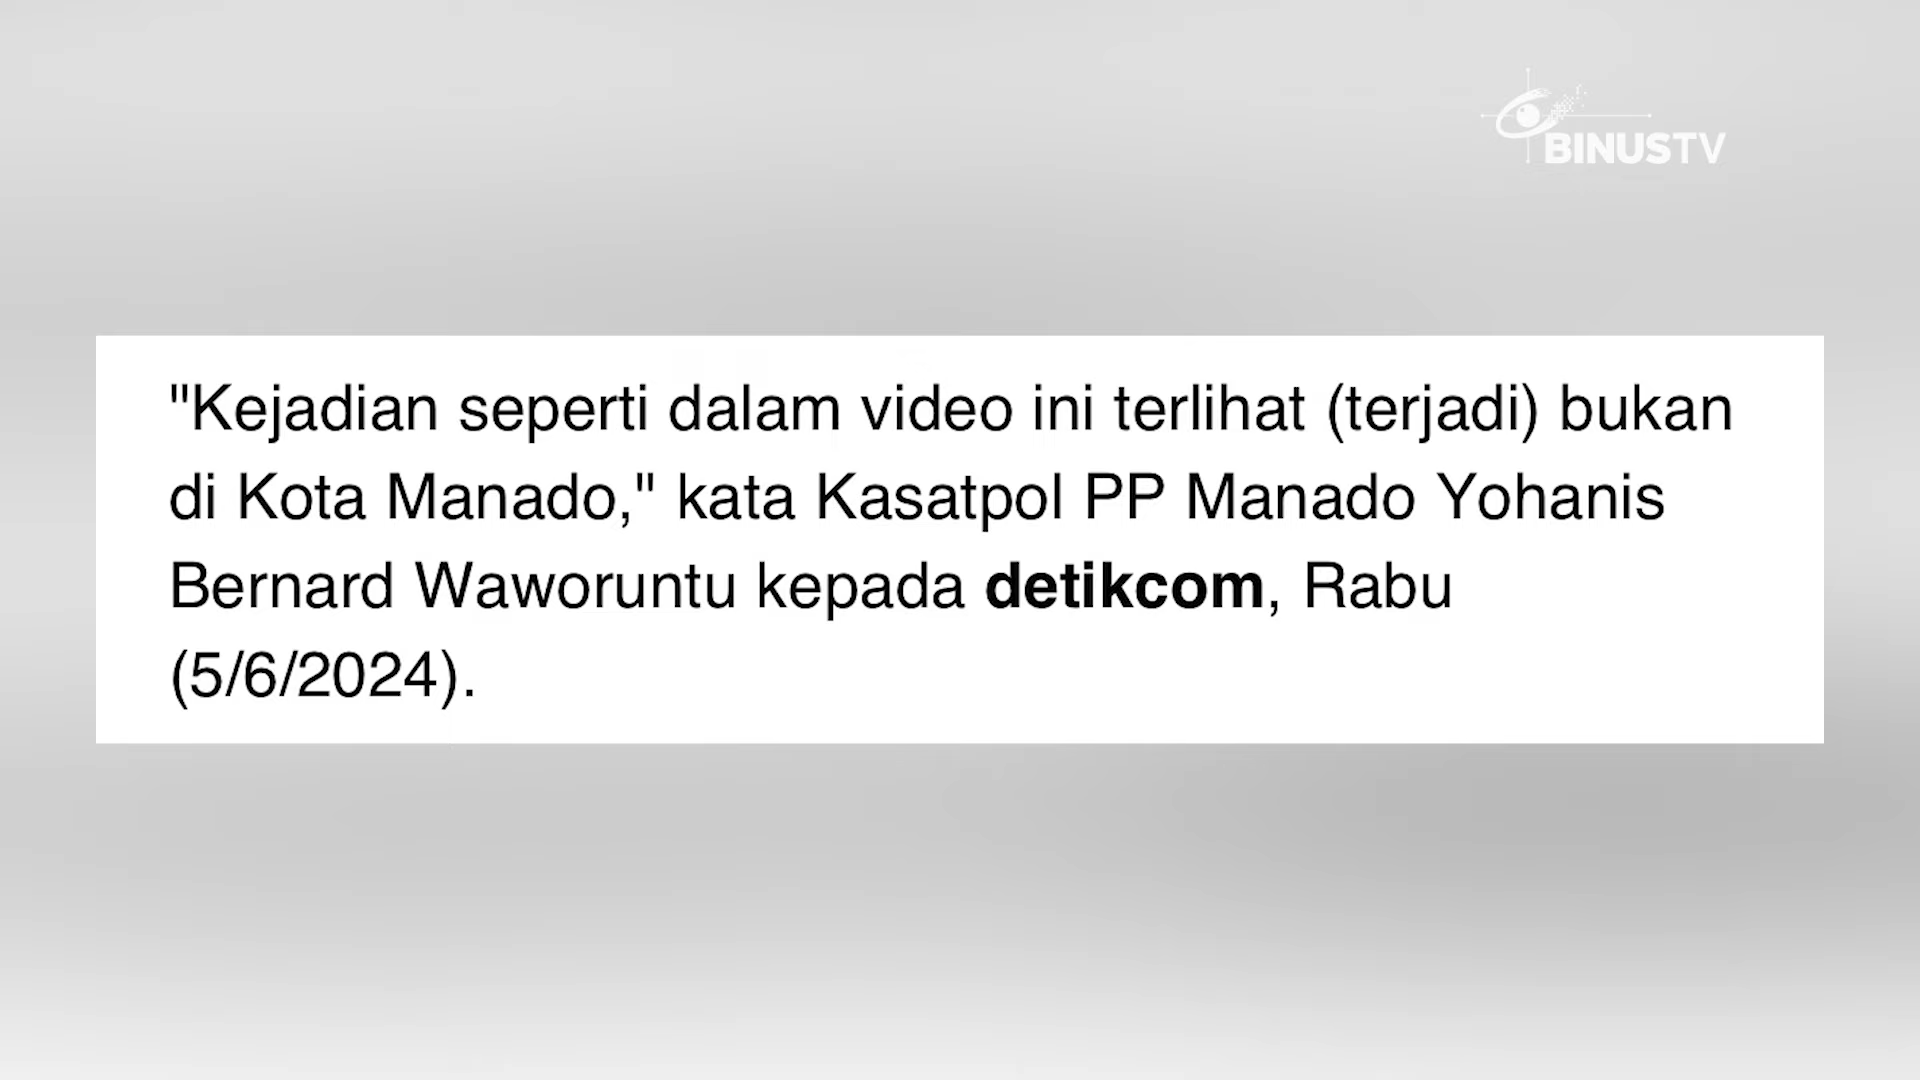 BINUSTV
"Kejadian seperti dalam video ini terlihat (terjadi) bukan
di Kota Manado," kata Kasatpol PP Manado Yohanis
Bernard Waworuntu kepada detikcom, Rabu
(5/6/2024).